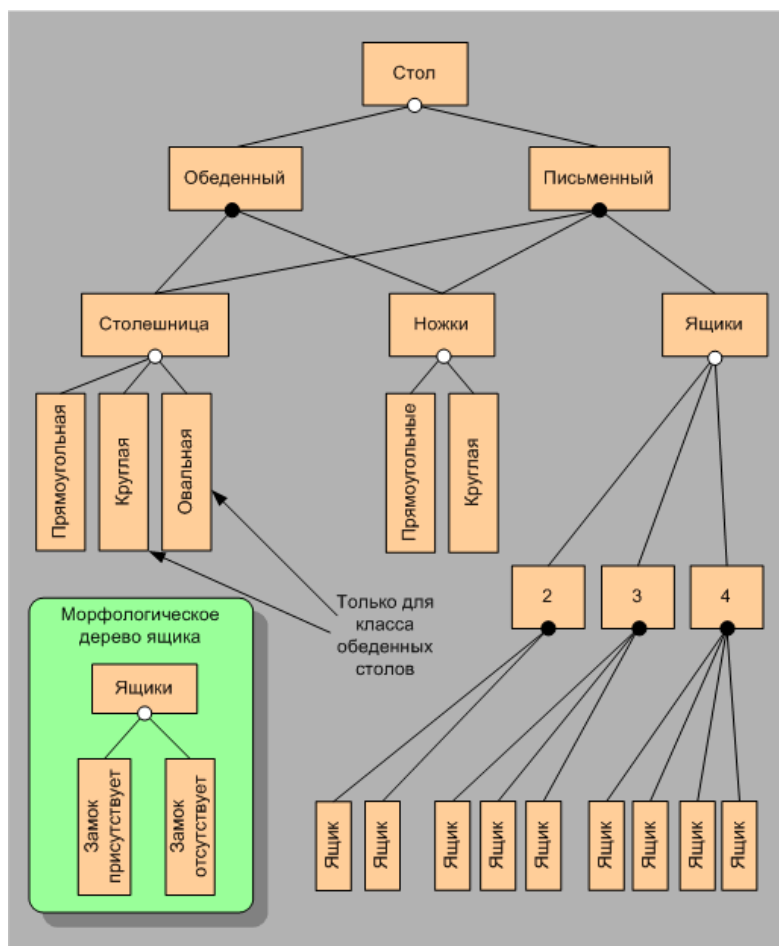 Стол
Обеденный
Письменный
Столешница
Ножки
Ящики
Прямоугольная
Круглая
Овальная
Прямоугольные
Круглая
2
3
4
Только для
класса
обеденных
столов
Морфологическое
дерево ящика
Ящики
Замок
присутствует
Замок
отсутствует
Ящик
Ящик
Ящик
Ящик
Ящик
Ящик
Ящик
Ящик
Ящик